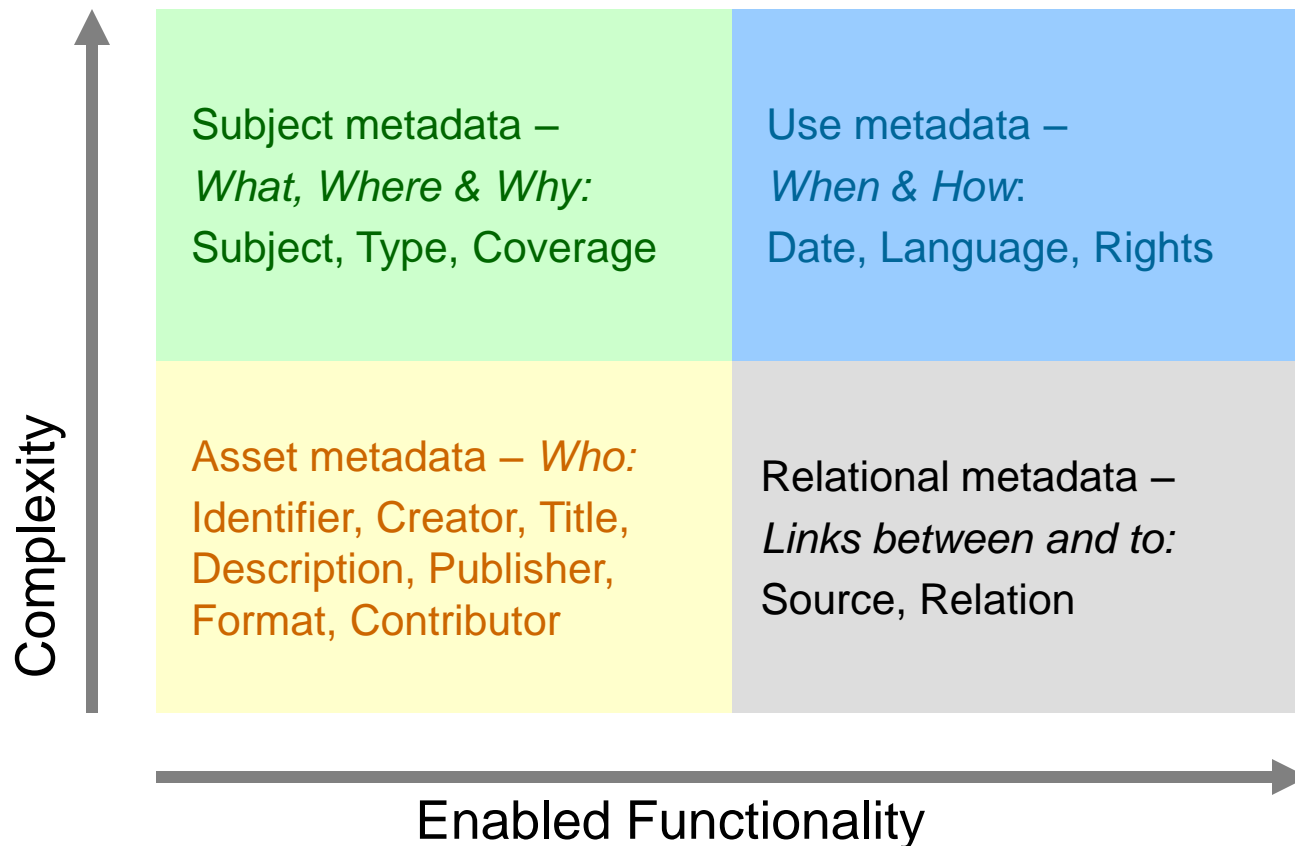 Complexity
Subject metadata –
What, Where & Why:
Subject, Type, Coverage
Use metadata –
When & How:
Date, Language, Rights
Asset metadata – Who:
Identifier, Creator, Title,
Description, Publisher,
Format, Contributor
Relational metadata –
Links between and to:
Source, Relation
Enabled Functionality